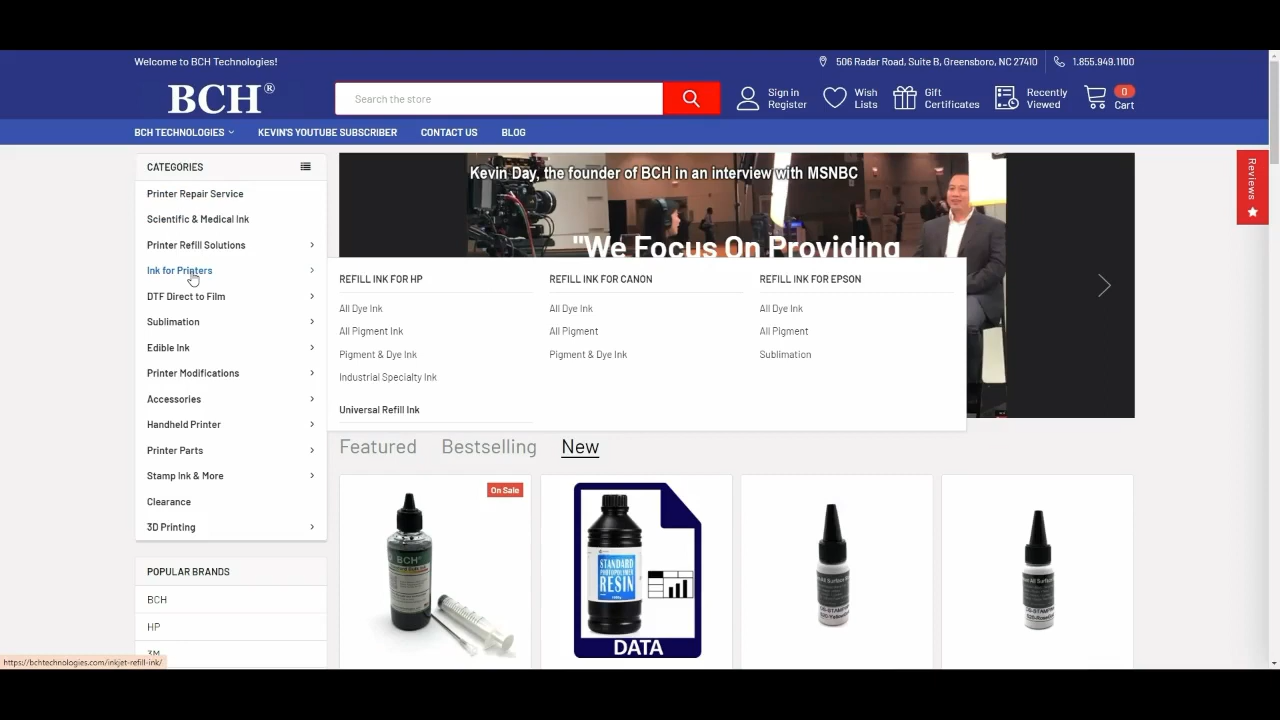 Welcome to BCH Technologies!
506 Radar Road, Suite B, Greensboro, NC 27410
1.855.949.1100
BCH®
Search the store
Sign in
Register
Wish
Lists
Gift
Certificates
Recently
Viewed
0
Cart
BCH TECHNOLOGIES
KEVIN'S YOUTUBE SUBSCRIBER
CONTACT US
BLOG
CATEGORIES
Printer Repair Service
Scientific & Medical Ink
Printer Refill Solutions
Ink for Printers
DTF Direct to Film
Sublimation
Edible Ink
Printer Modifications
Accessories
Handheld Printer
Printer Parts
Stamp Ink & More
Clearance
3D Printing
POPULAR BRANDS
BCH
HP
3M
Kevin Day, the founder of BCH in an interview with MSNBC
"We Focus On Providing
REFILL INK FOR HP
All Dye Ink
All Pigment Ink
Pigment & Dye Ink
Industrial Specialty Ink
Universal Refill Ink
REFILL INK FOR CANON
All Dye Ink
All Pigment
Pigment & Dye Ink
REFILL INK FOR EPSON
All Dye Ink
All Pigment
Sublimation
Reviews
Featured
Bestselling
New
On Sale
BCH
STANDARD
PHOTOPOLYMER
RESIN
DATA
https://bchtechnologies.com/inkjet-refill-ink/